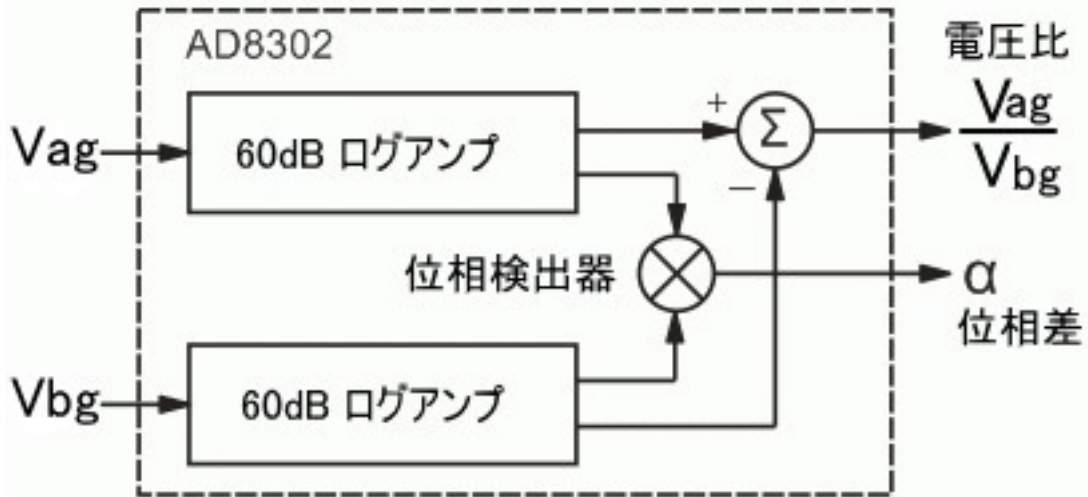 AD8302
電圧比
Vag
60dB ログアンプ
+
Σ
Vag
Vbg
−
位相検出器
α
位相差
Vbg
60dB ログアンプ